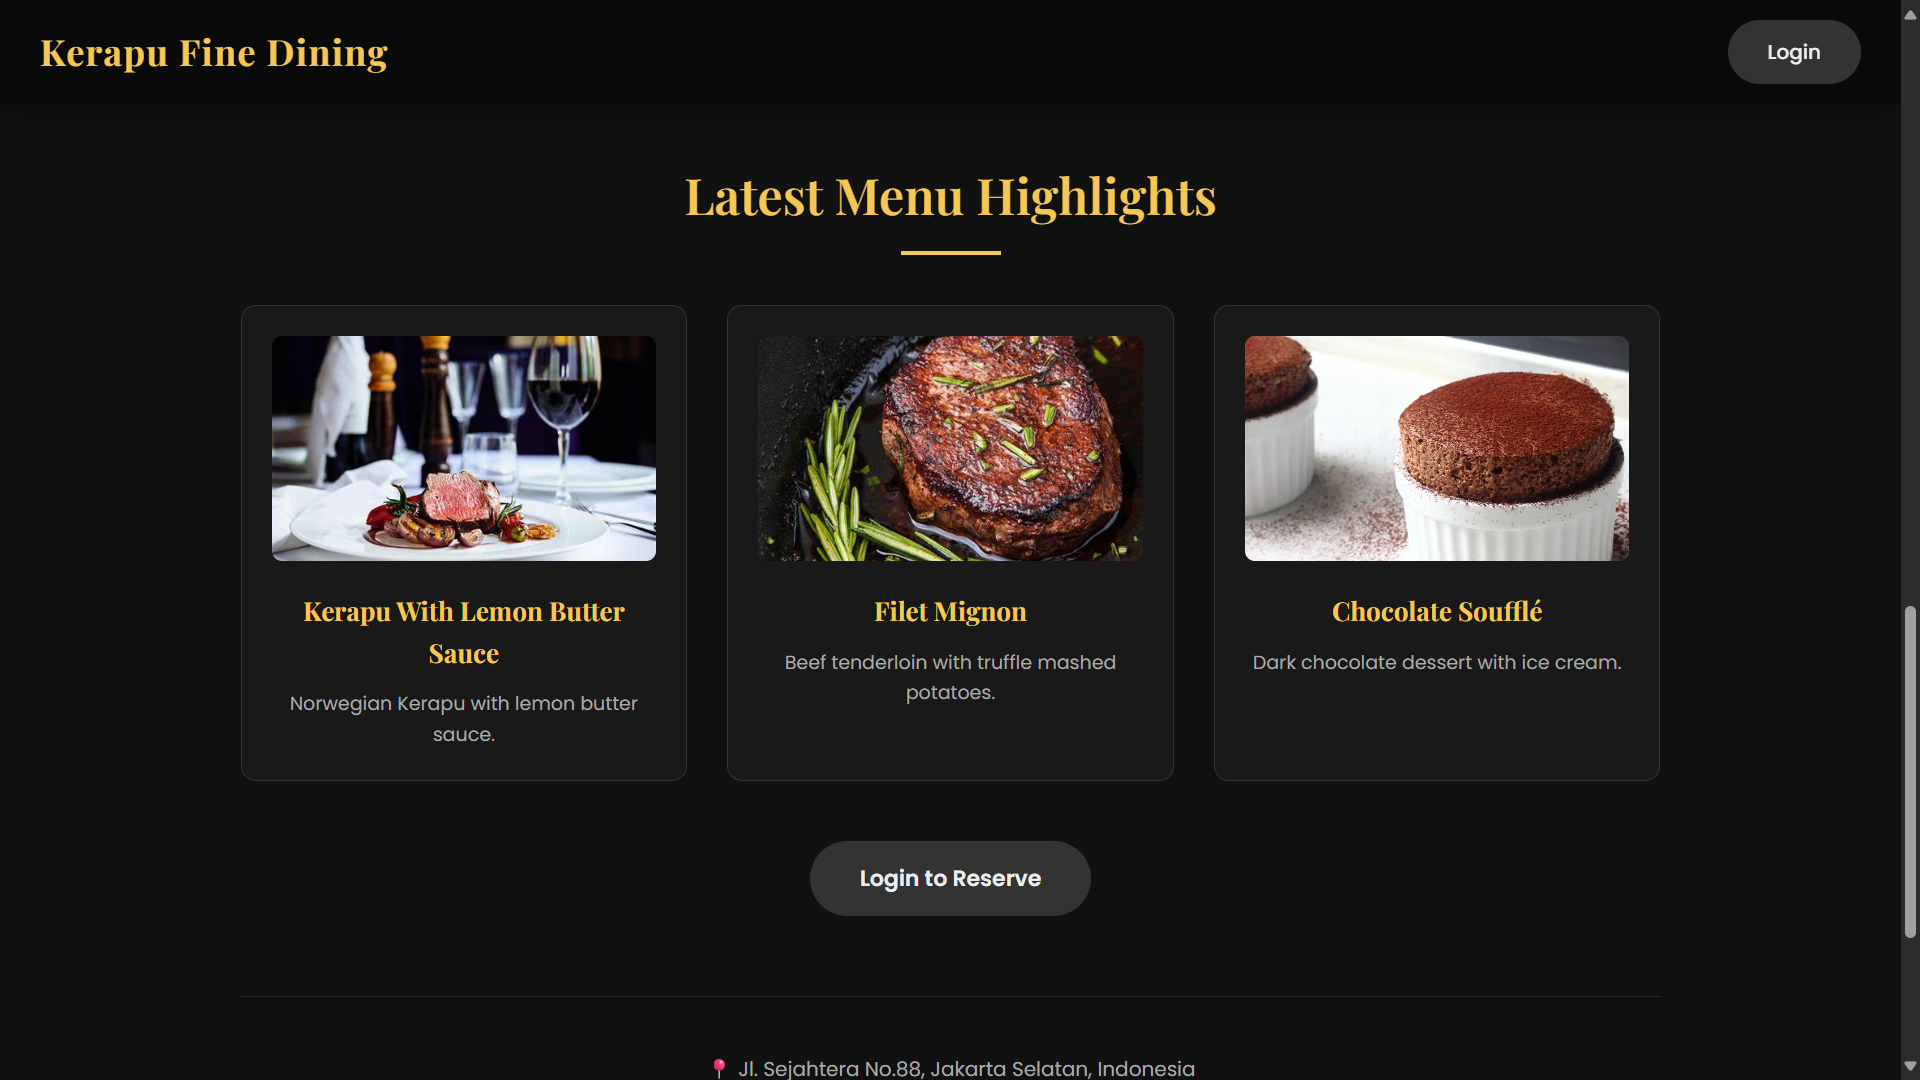 Kerapu Fine Dining
Login
Latest Menu Highlights
Kerapu With Lemon Butter
Sauce
Norwegian Kerapu with lemon butter
sauce.
Filet Mignon
Beef tenderloin with truffle mashed
potatoes.
Chocolate Soufflé
Dark chocolate dessert with ice cream.
Login to Reserve
📍 Jl. Sejahtera No.88, Jakarta Selatan, Indonesia